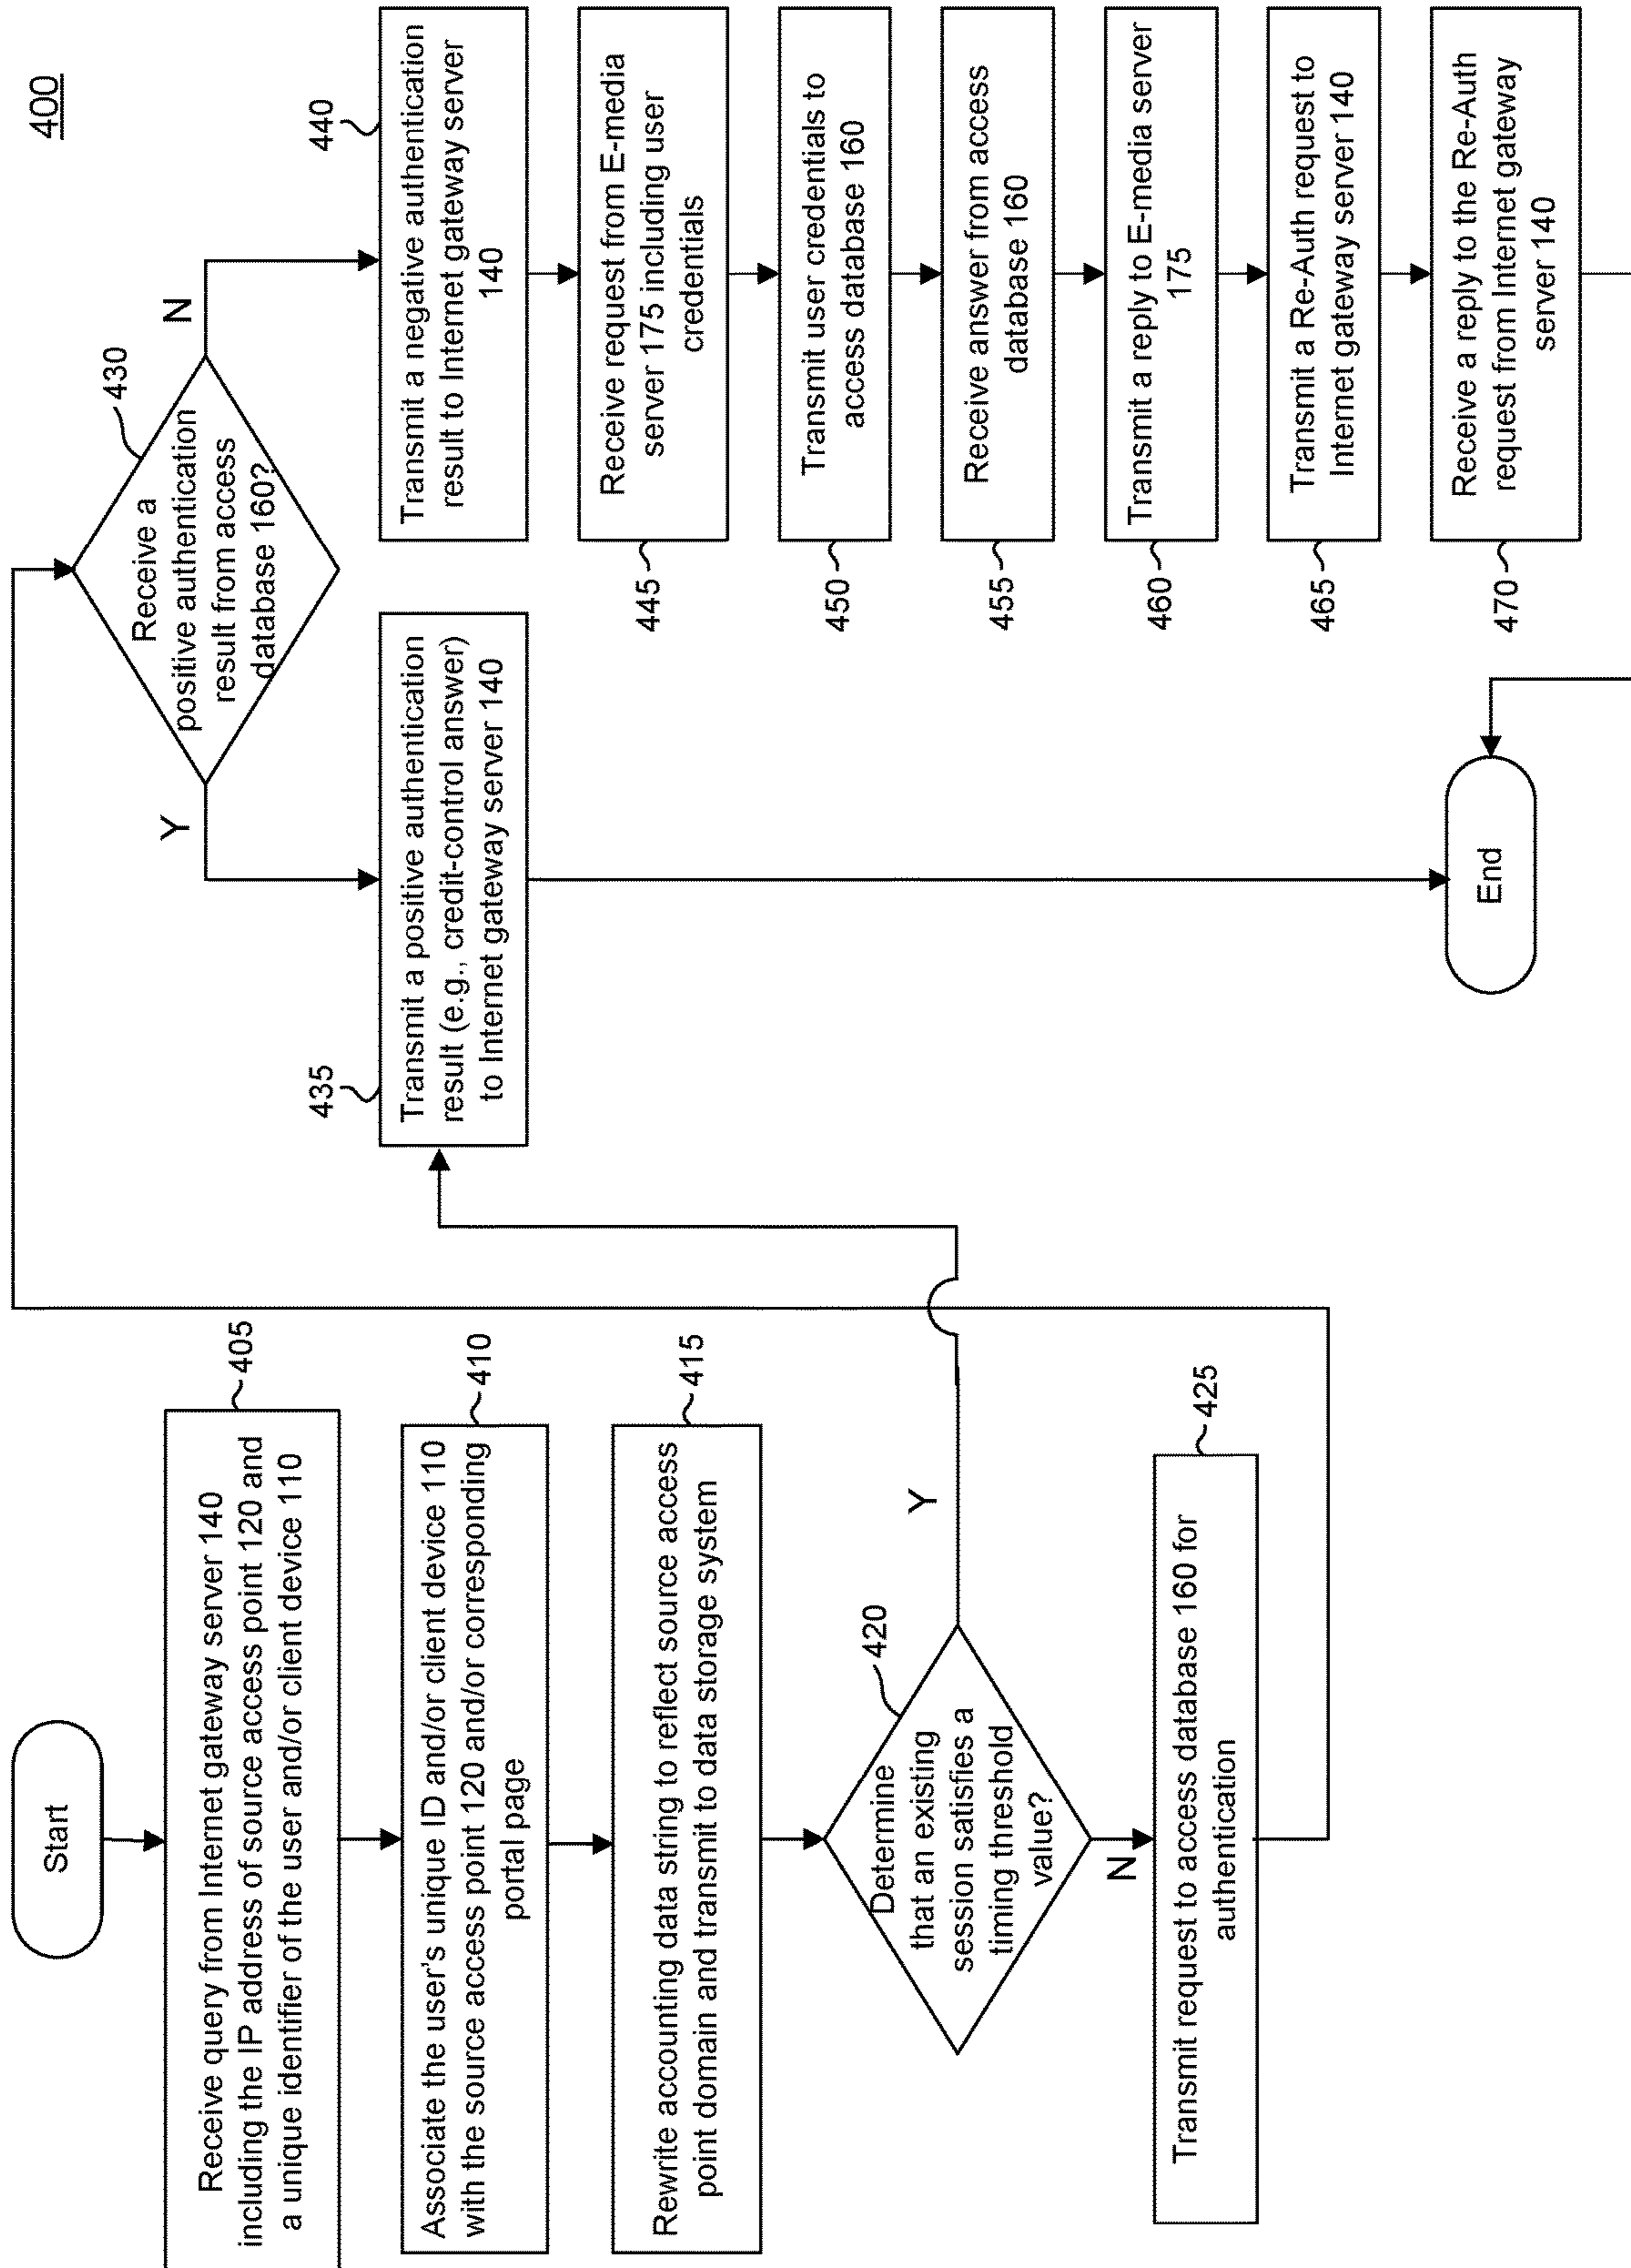 400
Start
Receive query from Internet gateway server 140
including the IP address of source access point 120 and
a unique identifier of the user and/or client device 110
405
Associate the user's unique ID and/or client device 110
with the source access point 120 and/or corresponding
portal page
410
Rewrite accounting data string to reflect source access
point domain and transmit to data storage system
415
Determine
that an existing
session satisfies a
timing threshold
value?
420
Y
N
Transmit request to access database 160 for
authentication
425
Receive a
positive authentication
result from access
database 160?
430
Y
N
435
Transmit a positive authentication
result (e.g., credit-control answer)
to Internet gateway server 140
440
Transmit a negative authentication
result to Internet gateway server
140
Receive request from E-media
server 175 including user
credentials
445
Transmit user credentials to
access database 160
450
Receive answer from access
database 160
455
Transmit a reply to E-media server
175
460
Transmit a Re-Auth request to
Internet gateway server 140
465
Receive a reply to the Re-Auth
request from Internet gateway
server 140
470
End